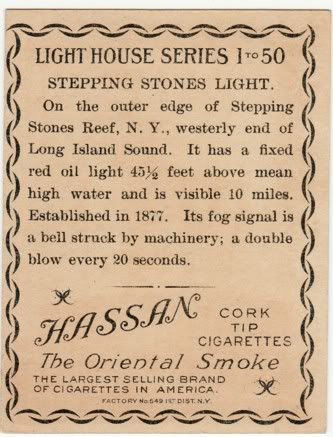 LIGHT HOUSE SERIES 1 TO 50
STEPPING STONES LIGHT.
On the outer edge of Stepping
Stones Reef, N. Y., westerly end of
Long Island Sound. It has a fixed
red oil light 45½ feet above mean
high water and is visible 10 miles.
Established in 1877. Its fog signal is
a bell struck by machinery; a double
blow every 20 seconds.
HASSAN
CORK
TIP
CIGARETTES
The Oriental Smoke
THE LARGEST SELLING BRAND
OF CIGARETTES IN AMERICA.
FACTORY No. 649 1ST DIST. N.Y.